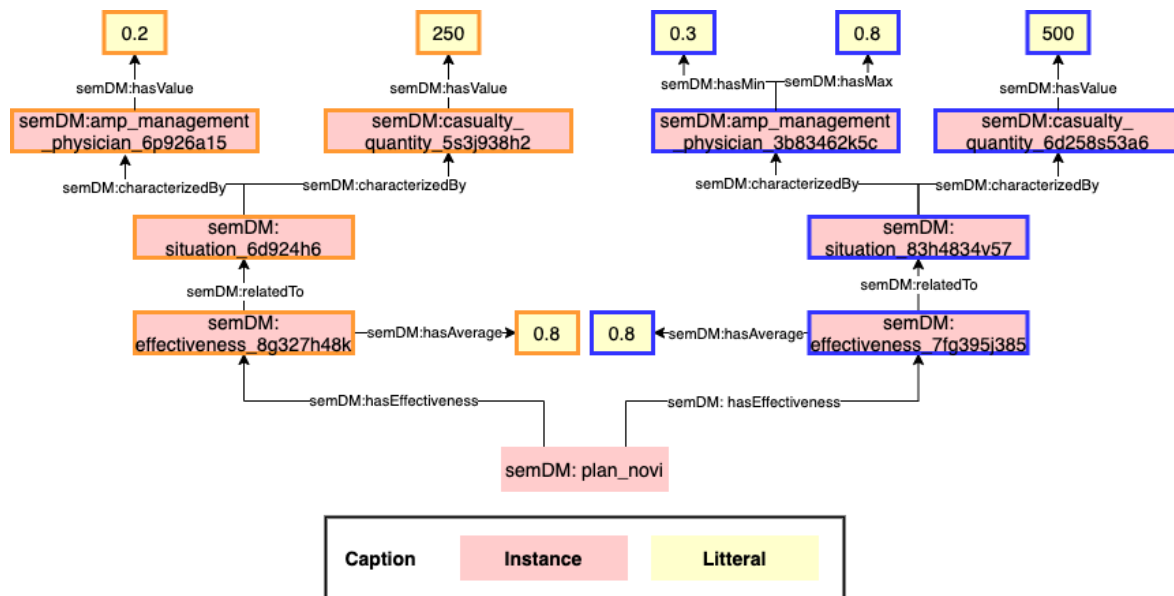 0.2
250
0.3
0.8
500
semDM:hasValue
semDM:hasValue
semDM:hasMin
semDM:hasMax
semDM:hasValue
semDM:amp_management
_physician_6p926a15
semDM:casualty_
quantity_5s3j938h2
semDM:amp_management
_physician_3b83462k5c
semDM:casualty_
quantity_6d258s53a6
semDM:characterizedBy
semDM:characterizedBy
semDM:characterizedBy
semDM:characterizedBy
semDM:
situation_6d924h6
semDM:
situation_83h4834v57
semDM:relatedTo
semDM:relatedTo
semDM:
effectiveness_8g327h48k
semDM:hasAverage
0.8
0.8
semDM:hasAverage
semDM:
effectiveness_7fg395j385
semDM:hasEffectiveness
semDM: hasEffectiveness
semDM: plan_novi
Caption
Instance
Litteral